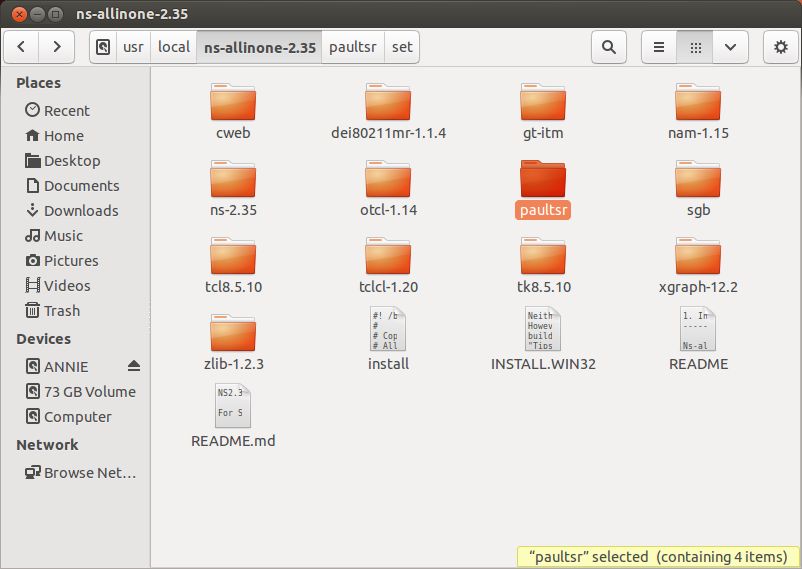 ns-allinone-2.35
usr local ns-allinone-2.35 paultsr set
Places
Recent
Home
Desktop
Documents
Downloads
Music
Pictures
Videos
Trash
Devices
ANNIE
73 GB Volume
Computer
Network
Browse Net…
cweb dei80211mr-1.1.4 gt-itm nam-1.15
ns-2.35 otcl-1.14 paultsr sgb
tcl8.5.10 tclcl-1.20 tk8.5.10 xgraph-12.2
#! /b
#
# Cop
# All
Neith
Howev
build
"Tips
1. In
-----
Ns-al
zlib-1.2.3 install INSTALL.WIN32 README
NS2.3
For S
README.md
“paultsr” selected (containing 4 items)